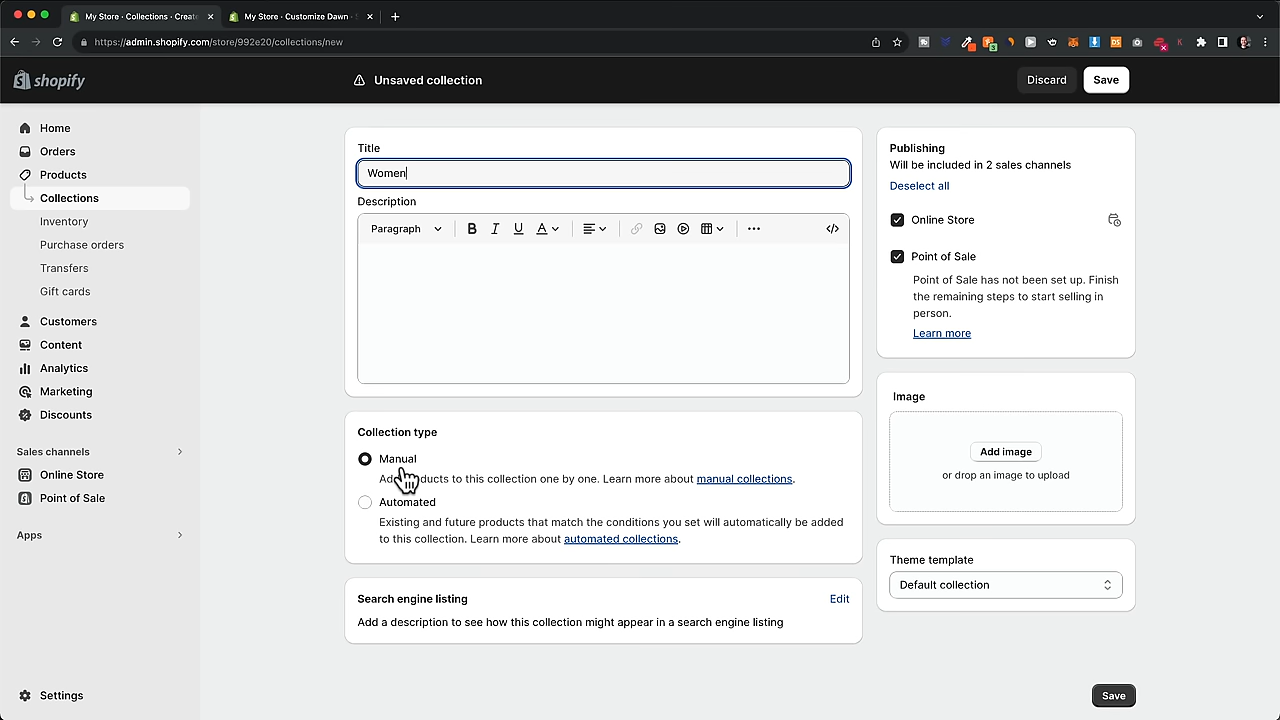 My Store · Collections · Create
My Store · Customize Dawn ·
https://admin.shopify.com/store/992e20/collections/new
shopify
Unsaved collection
Discard
Save
Home
Orders
Products
Collections
Inventory
Purchase orders
Transfers
Gift cards
Customers
Content
Analytics
Marketing
Discounts
Sales channels
Online Store
Point of Sale
Apps
Settings
Title
Women
Description
Paragraph
B I U A
Collection type
Manual
products to this collection one by one. Learn more about manual collections.
Automated
Existing and future products that match the conditions you set will automatically be added
to this collection. Learn more about automated collections.
Search engine listing
Edit
Add a description to see how this collection might appear in a search engine listing
Publishing
Will be included in 2 sales channels
Deselect all
Online Store
Point of Sale
Point of Sale has not been set up. Finish
the remaining steps to start selling in
person.
Learn more
Image
Add image
or drop an image to upload
Theme template
Default collection
Save